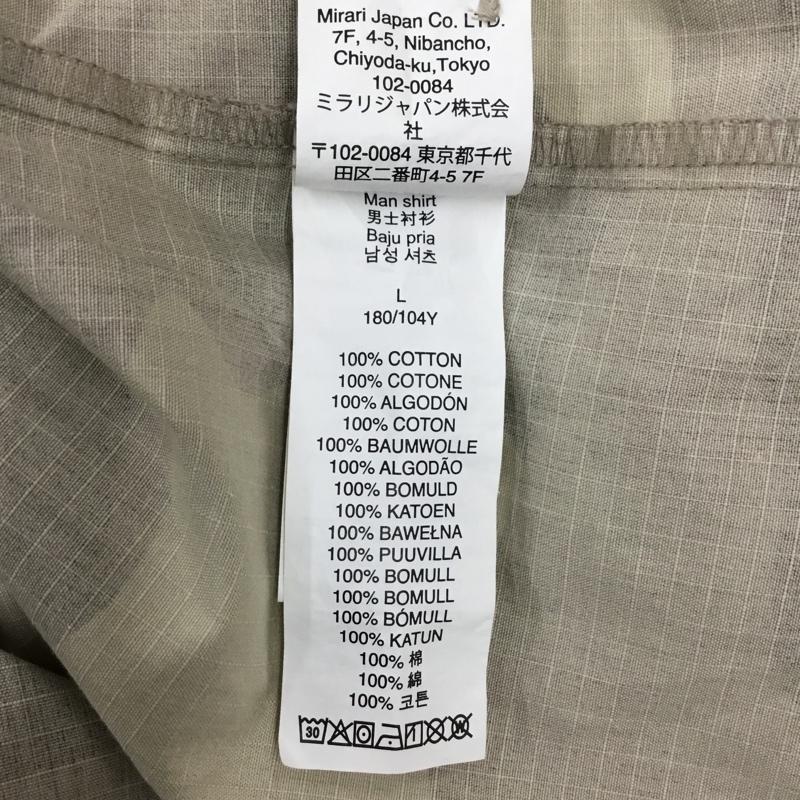 Mirari Japan Co. LTD.
7F, 4-5, Nibancho,
Chiyoda-ku,Tokyo
102-0084
ミラリジャパン株式会
社
〒102-0084 東京都千代
田区二番町4-5 7F
Man shirt
男士衬衫
Baju pria
남성 셔츠
L
180/104Y
100% COTTON
100% COTONE
100% ALGODÓN
100% COTON
100% BAUMWOLLE
100% ALGODÃO
100% BOMULD
100% KATOEN
100% BAWEŁNA
100% PUUVILLA
100% BOMULL
100% BOMULL
100% BÓMULL
100% KATUN
100% 棉
100% 綿
100% 코튼
30 W